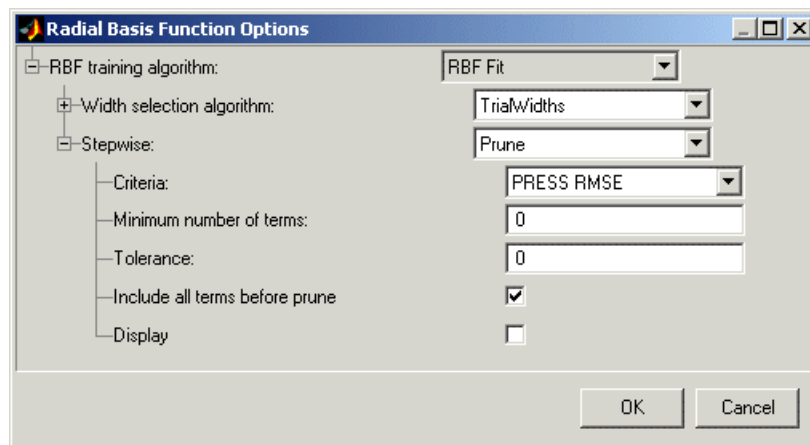 Radial Basis Function Options
RBF training algorithm: RBF Fit
Width selection algorithm: TrialWidths
Stepwise: Prune
Criteria: PRESS RMSE
Minimum number of terms: 0
Tolerance: 0
Include all terms before prune
Display
OK Cancel